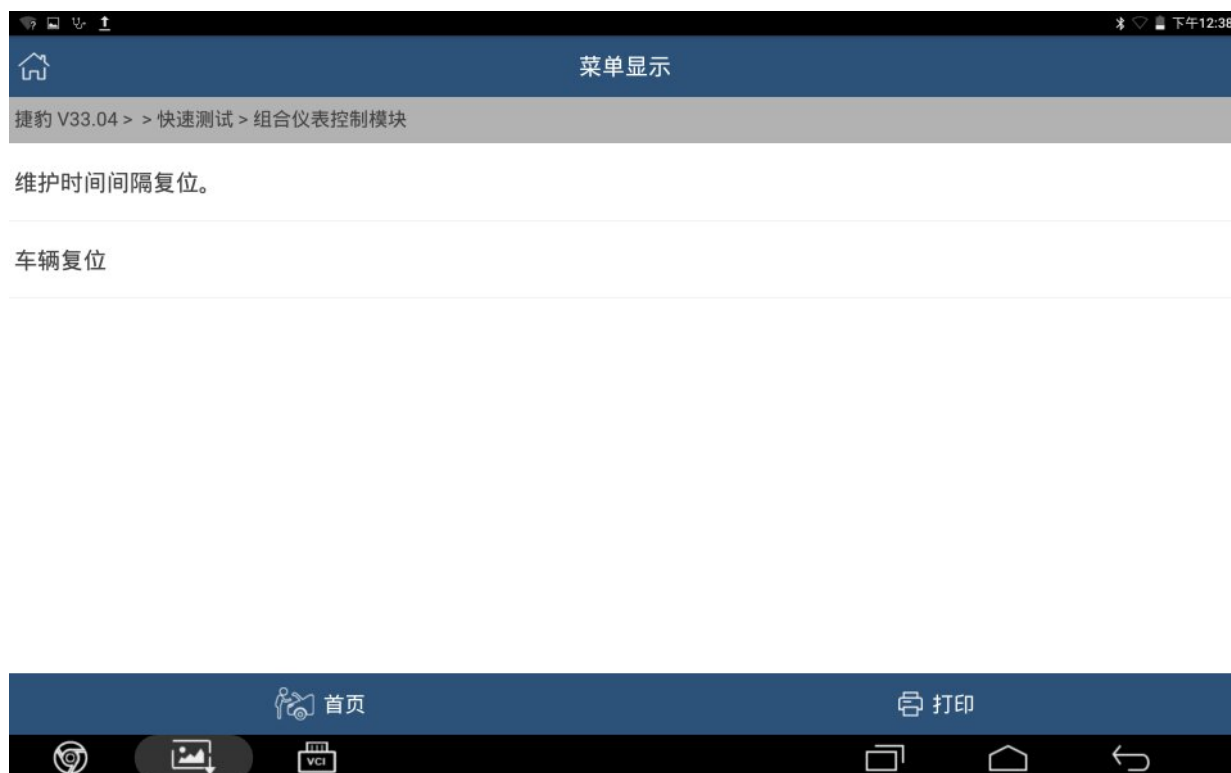 下午12:38
菜单显示
捷豹 V33.04 > > 快速测试 > 组合仪表控制模块
维护时间间隔复位。
车辆复位
首页
打印
VCI